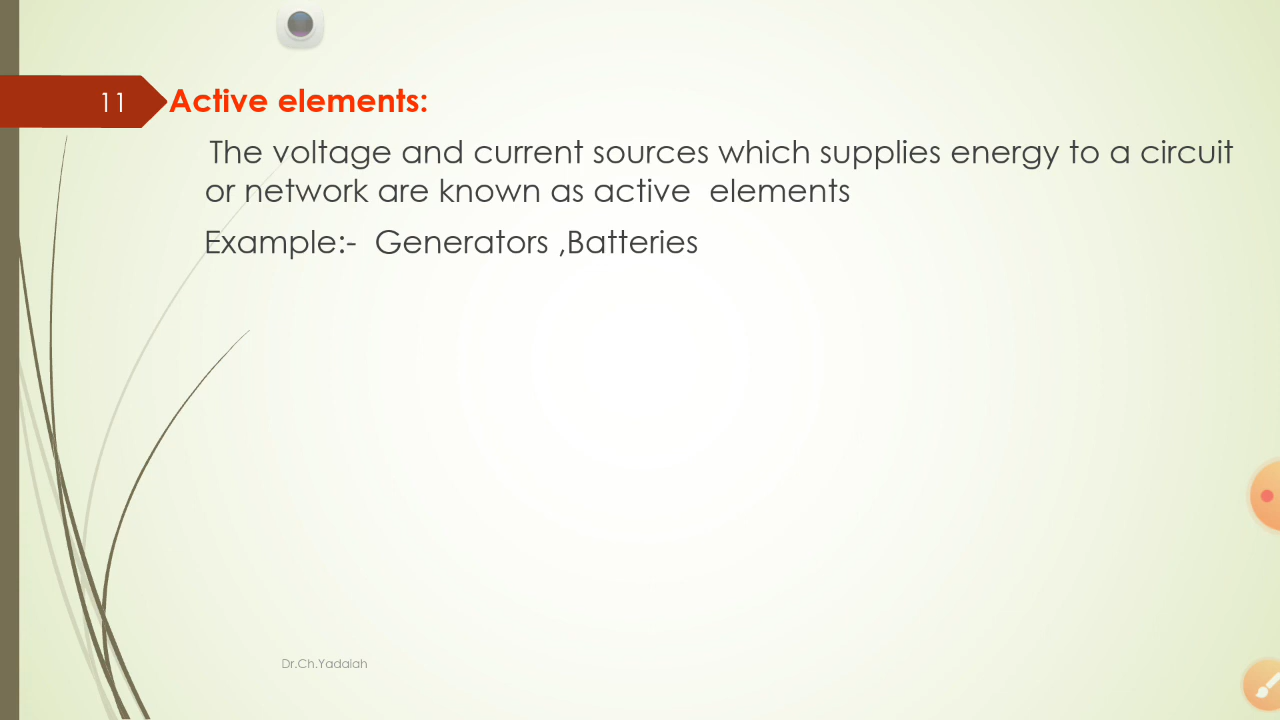 11
Active elements:
The voltage and current sources which supplies energy to a circuit
or network are known as active  elements
Example:-  Generators ,Batteries
Dr.Ch.Yadaiah